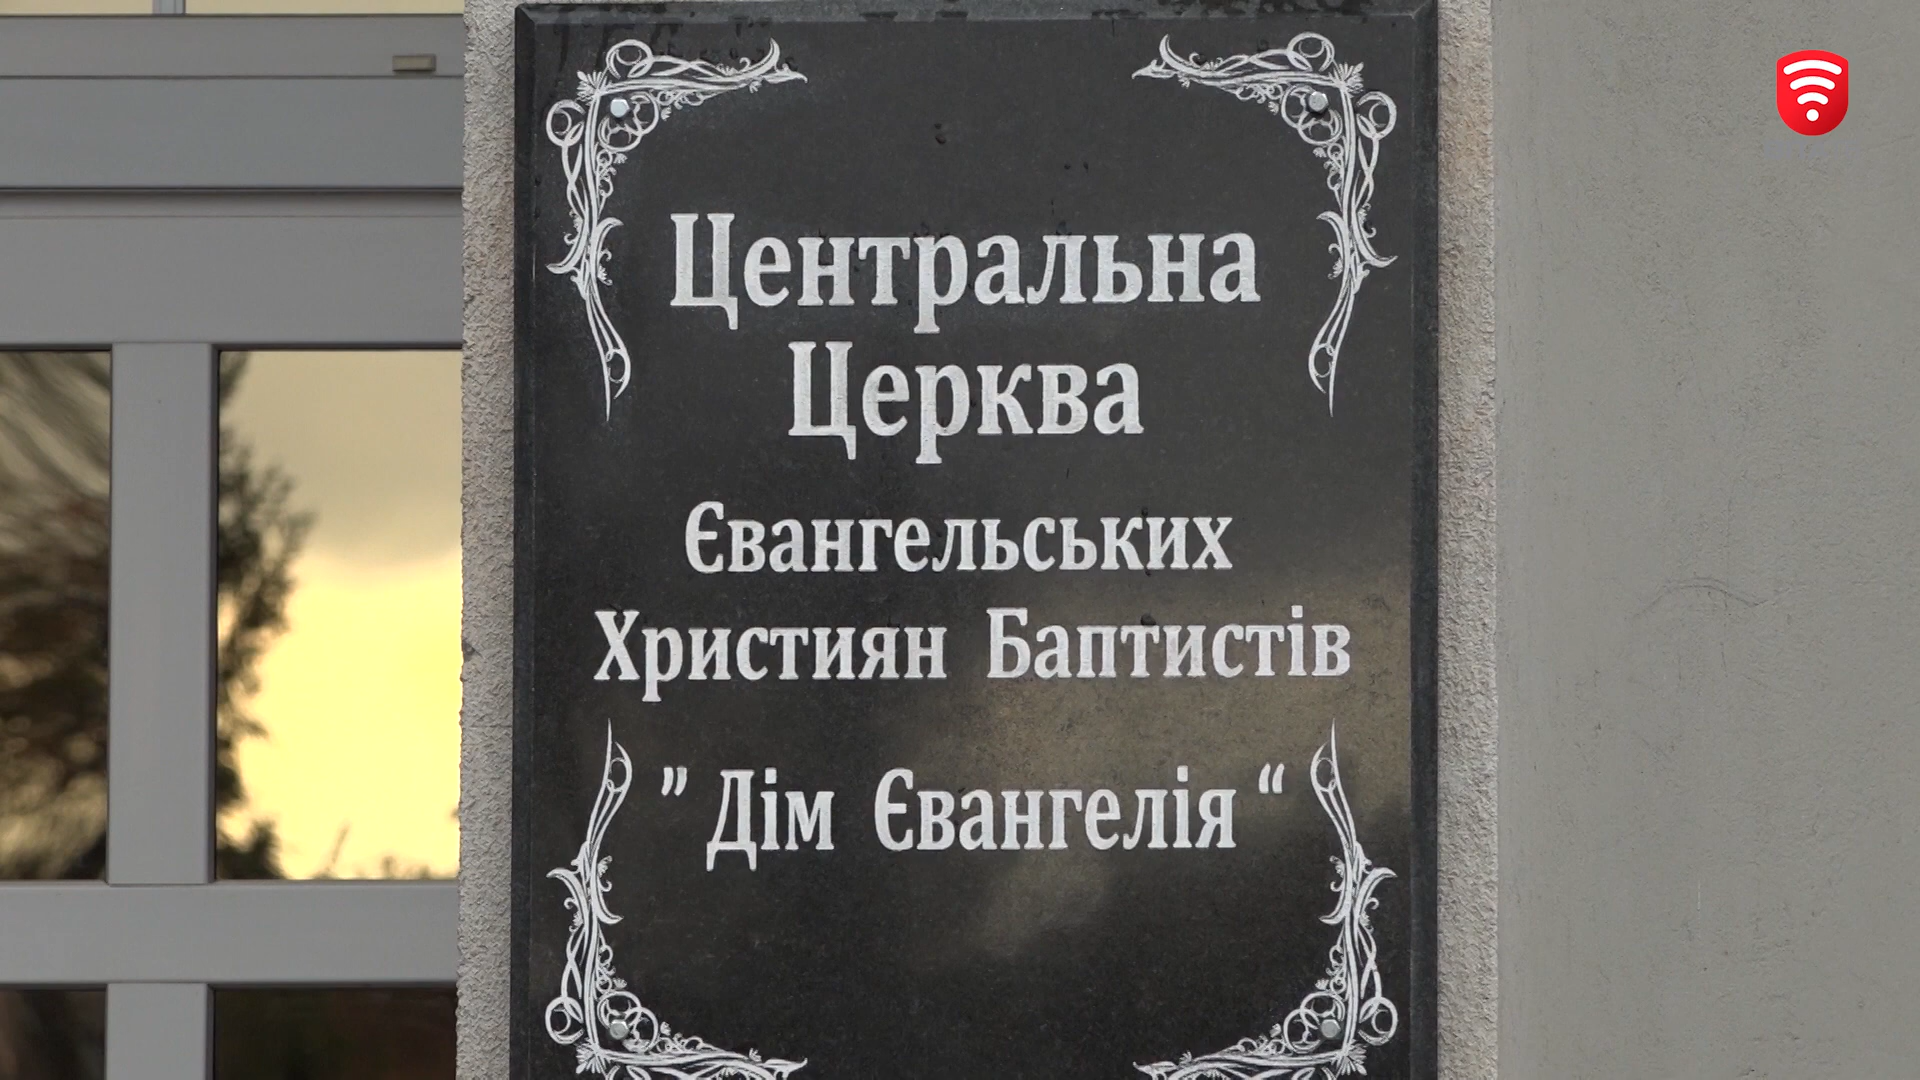 Центральна
Церква
Євангельських
Християн Баптистів
” Дім Євангелія “